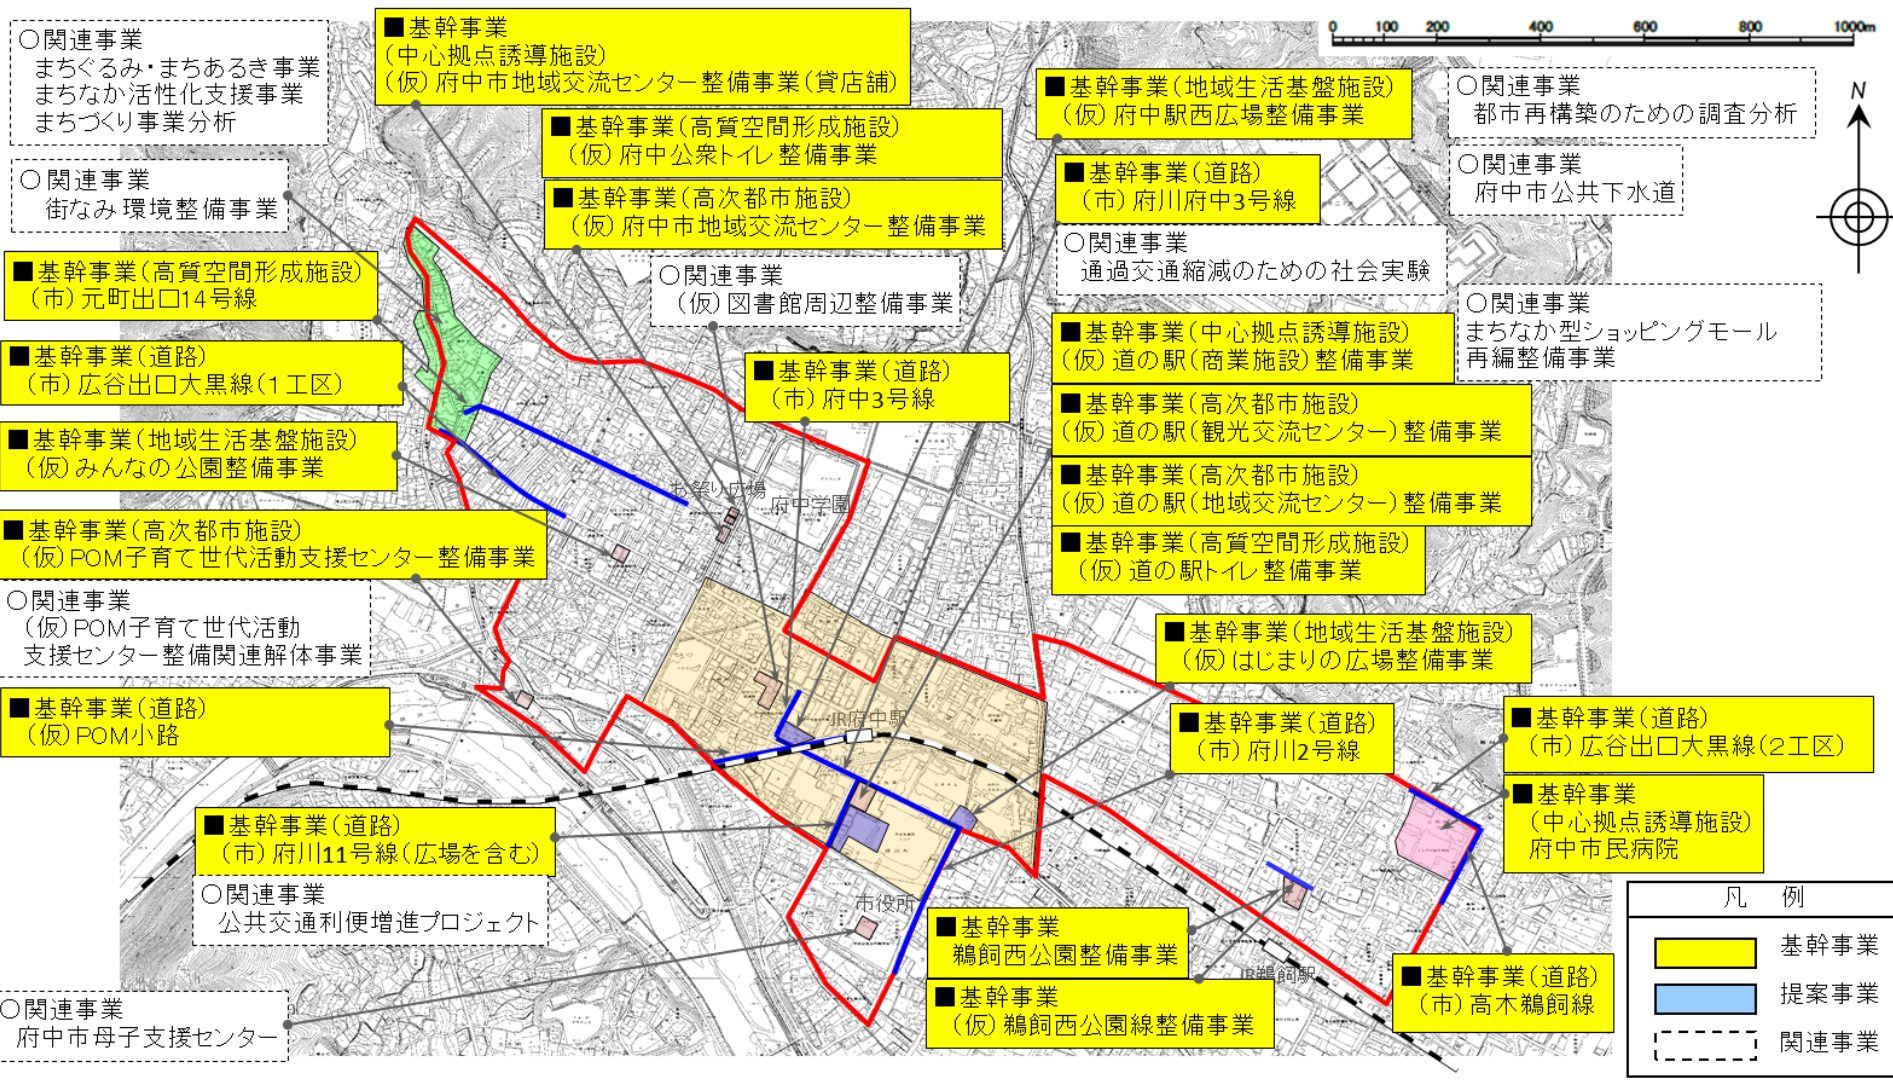 ○関連事業
まちぐるみ・まちあるき事業
まちなか活性化支援事業
まちづくり事業分析
○関連事業
街なみ環境整備事業
■基幹事業(高質空間形成施設)
(市)元町出口14号線
■基幹事業(道路)
(市)広谷出口大黒線(1工区)
■基幹事業(地域生活基盤施設)
(仮)みんなの公園整備事業
■基幹事業(高次都市施設)
(仮)POM子育て世代活動支援センター整備事業
○関連事業
(仮)POM子育て世代活動
支援センター整備関連解体事業
■基幹事業(道路)
(仮)POM小路
■基幹事業(道路)
(市)府川11号線(広場を含む)
○関連事業
公共交通利便増進プロジェクト
○関連事業
府中市母子支援センター
■基幹事業
(中心拠点誘導施設)
(仮)府中市地域交流センター整備事業(貸店舗)
■基幹事業(高質空間形成施設)
(仮)府中公衆トイレ整備事業
■基幹事業(高次都市施設)
(仮)府中市地域交流センター整備事業
○関連事業
(仮)図書館周辺整備事業
■基幹事業(道路)
(市)府中3号線
お祭り広場
府中学園
JR府中駅
市役所
JR鵜飼駅
0 100 200 400 600 800 1000m
N
■基幹事業(地域生活基盤施設)
(仮)府中駅西広場整備事業
■基幹事業(道路)
(市)府川府中3号線
○関連事業
通過交通縮減のための社会実験
○関連事業
都市再構築のための調査分析
○関連事業
府中市公共下水道
○関連事業
まちなか型ショッピングモール
再編整備事業
■基幹事業(中心拠点誘導施設)
(仮)道の駅(商業施設)整備事業
■基幹事業(高次都市施設)
(仮)道の駅(観光交流センター)整備事業
■基幹事業(高次都市施設)
(仮)道の駅(地域交流センター)整備事業
■基幹事業(高質空間形成施設)
(仮)道の駅トイレ整備事業
■基幹事業(地域生活基盤施設)
(仮)はじまりの広場整備事業
■基幹事業(道路)
(市)府川2号線
■基幹事業(道路)
(市)広谷出口大黒線(2工区)
■基幹事業
(中心拠点誘導施設)
府中市民病院
■基幹事業
鵜飼西公園整備事業
■基幹事業
(仮)鵜飼西公園線整備事業
■基幹事業(道路)
(市)高木鵜飼線
凡 例
基幹事業
提案事業
関連事業